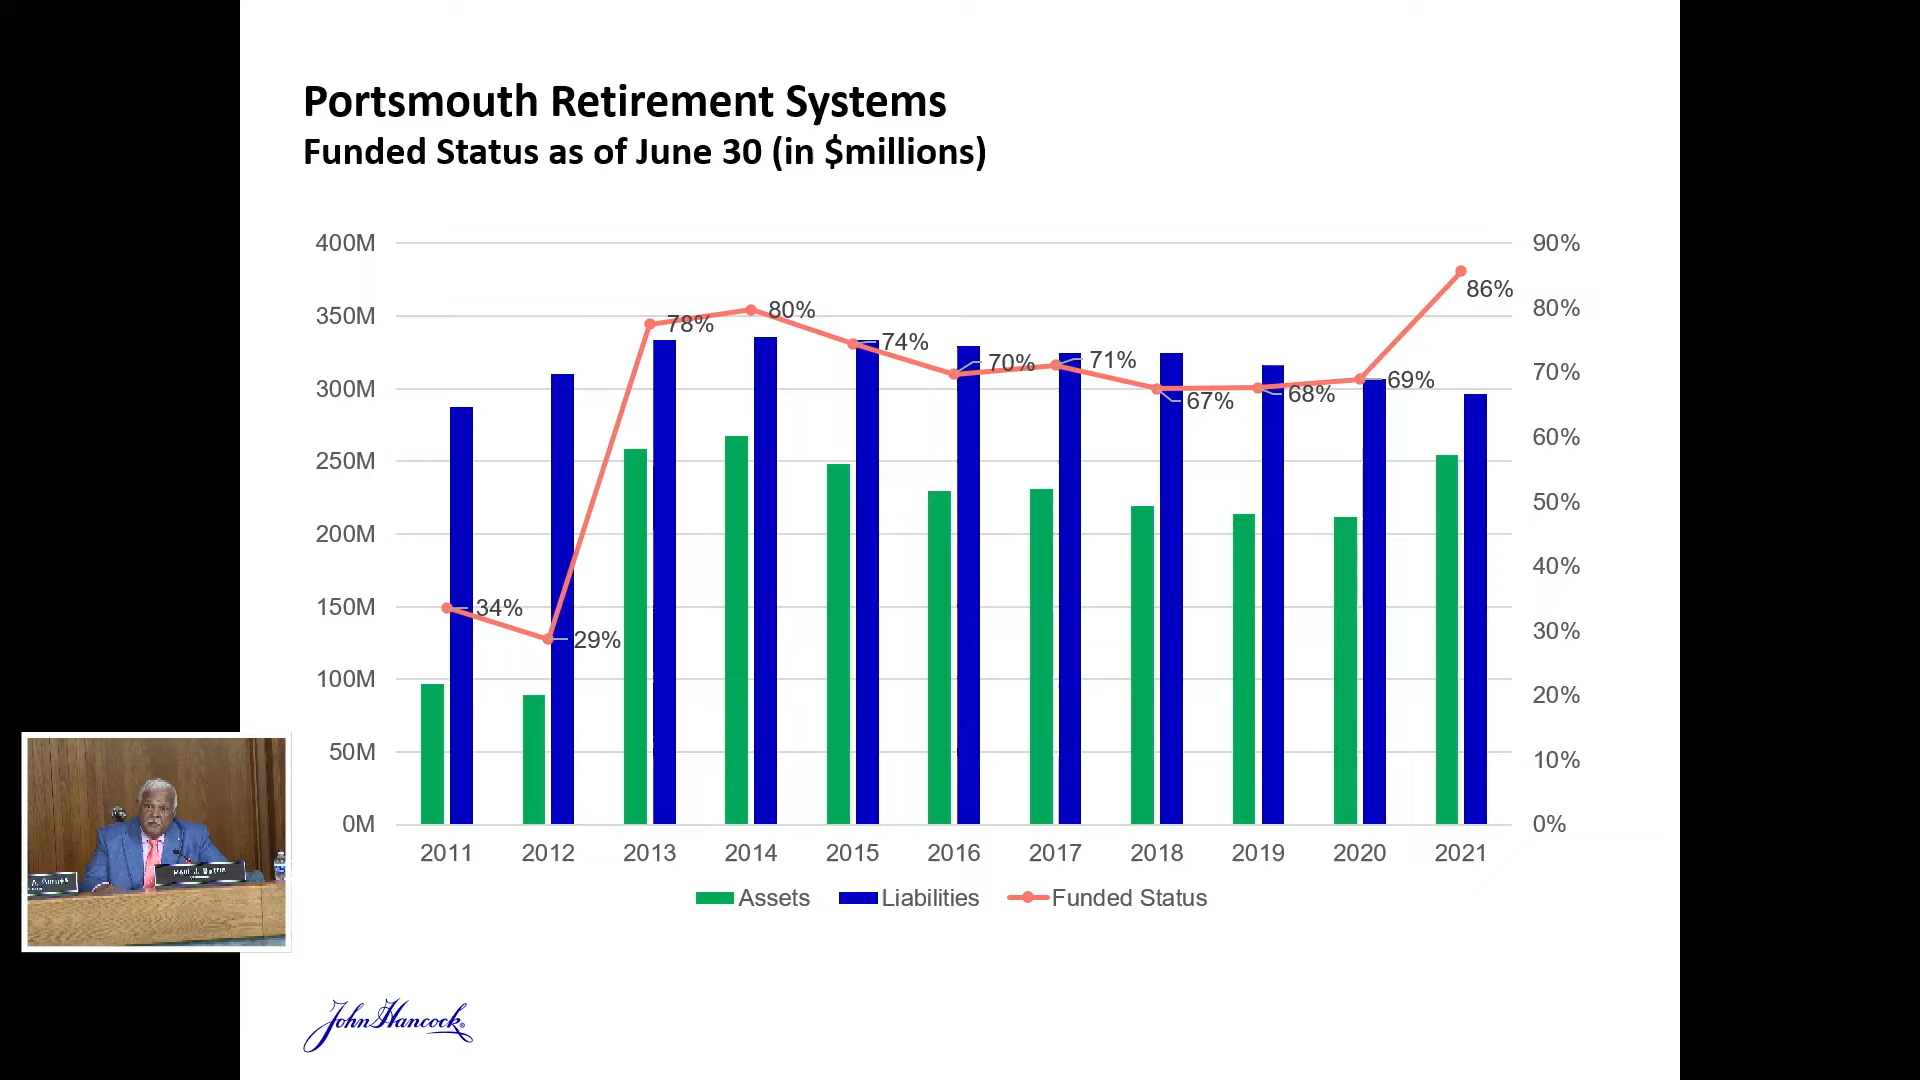 Portsmouth Retirement Systems
Funded Status as of June 30 (in $millions)
400M
350M
300M
250M
200M
150M
100M
50M
0M
90%
80%
70%
60%
50%
40%
30%
20%
10%
0%
34%
29%
78%
80%
74%
70%
71%
67%
68%
69%
86%
2011 2012 2013 2014 2015 2016 2017 2018 2019 2020 2021
Assets Liabilities Funded Status
Paul J.
John Hancock®